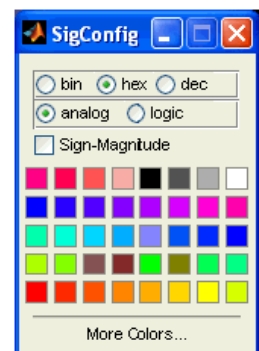 SigConfig
bin hex dec
analog logic
Sign-Magnitude
More Colors...